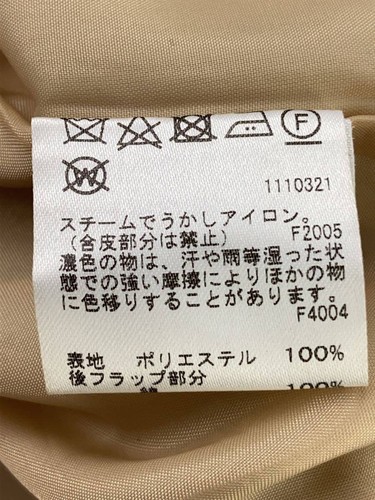 F
W
1110321
スチームでうかしアイロン。
(含皮部分は禁止) F2005
濃色の物は、汗や雨等湿った状
態での強い摩擦によりほかの物
に色移りすることがあります。
F4004
表地 ポリエステル 100%
後フラップ部分
綿 100%